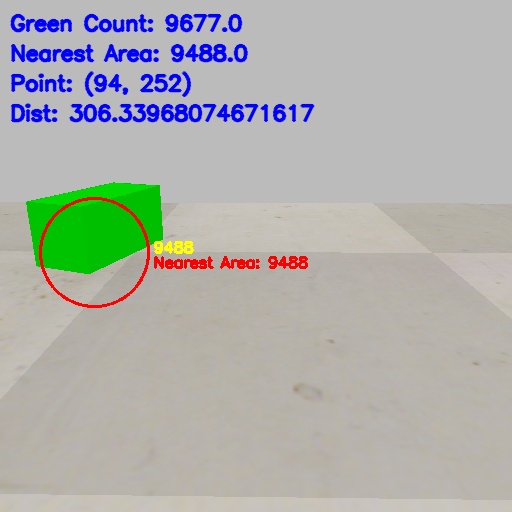 Green Count: 9677.0
Nearest Area: 9488.0
Point: (94, 252)
Dist: 306.33968074671617
9488
Nearest Area: 9488